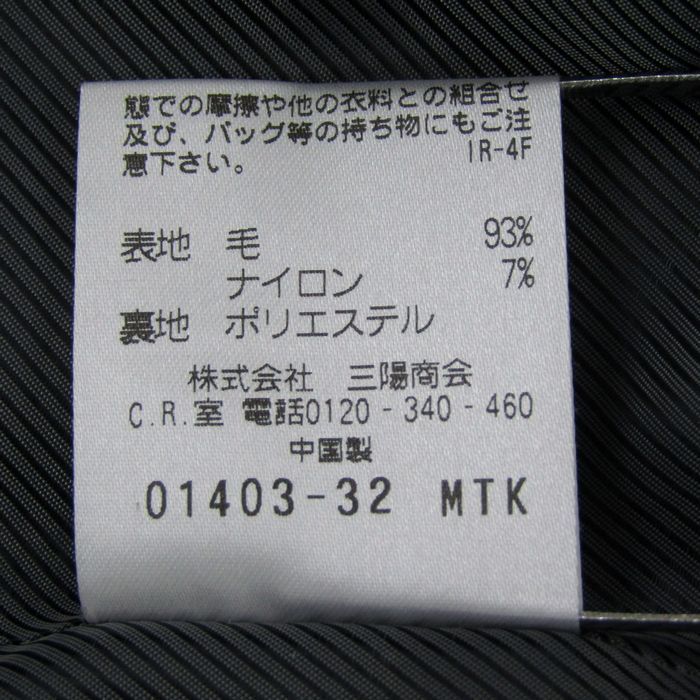 態での摩擦や他の衣料との組合せ
及び、バッグ等の持ち物にもご注
意下さい。 IR-4F
表地 毛 93%
ナイロン 7%
裏地 ポリエステル
株式会社 三陽商会
C.R.室 電話0120-340-460
中国製
01403-32 MTK